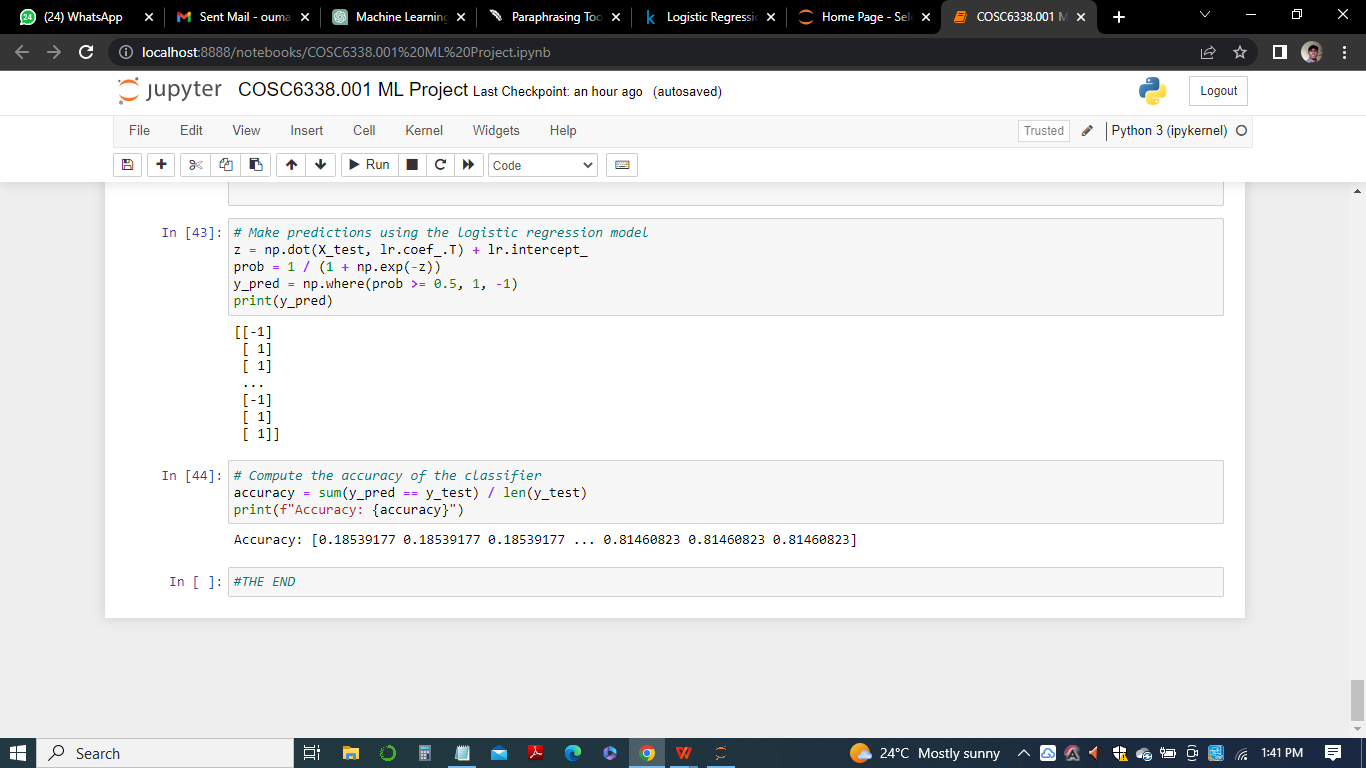 (24) WhatsApp
Sent Mail - ouma
Machine Learning
Paraphrasing Too
Logistic Regressio
Home Page - Sele
COSC6338.001 M
localhost:8888/notebooks/COSC6338.001%20ML%20Project.ipynb
jupyter COSC6338.001 ML Project Last Checkpoint: an hour ago (autosaved)
Logout
File Edit View Insert Cell Kernel Widgets Help
Trusted
Python 3 (ipykernel)
Run
Code
In [43]:
# Make predictions using the logistic regression model
z = np.dot(X_test, lr.coef_.T) + lr.intercept_
prob = 1 / (1 + np.exp(-z))
y_pred = np.where(prob >= 0.5, 1, -1)
print(y_pred)
[[-1]
[ 1]
[ 1]
...
[-1]
[ 1]
[ 1]]
In [44]:
# Compute the accuracy of the classifier
accuracy = sum(y_pred == y_test) / len(y_test)
print(f"Accuracy: {accuracy}")
Accuracy: [0.18539177 0.18539177 0.18539177 ... 0.81460823 0.81460823 0.81460823]
In [ ]:
#THE END
Search
24°C Mostly sunny
1:41 PM